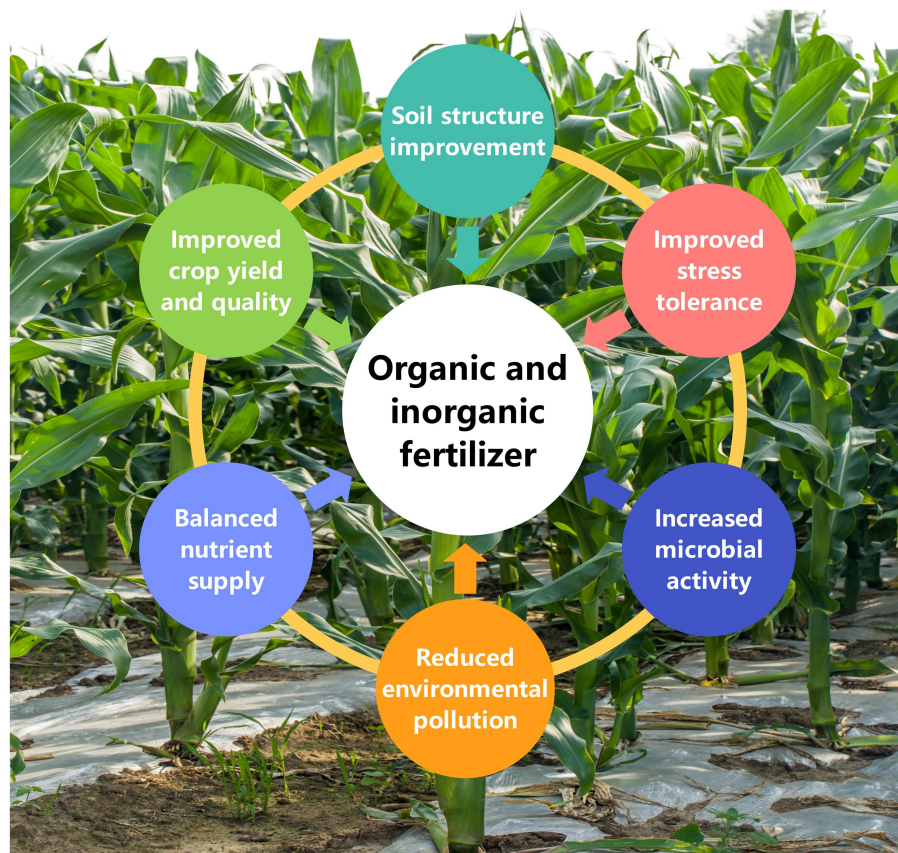 Soil structure
improvement
Improved
stress
tolerance
Increased
microbial
activity
Reduced
environmental
pollution
Balanced
nutrient
supply
Improved
crop yield
and quality
Organic and
inorganic
fertilizer